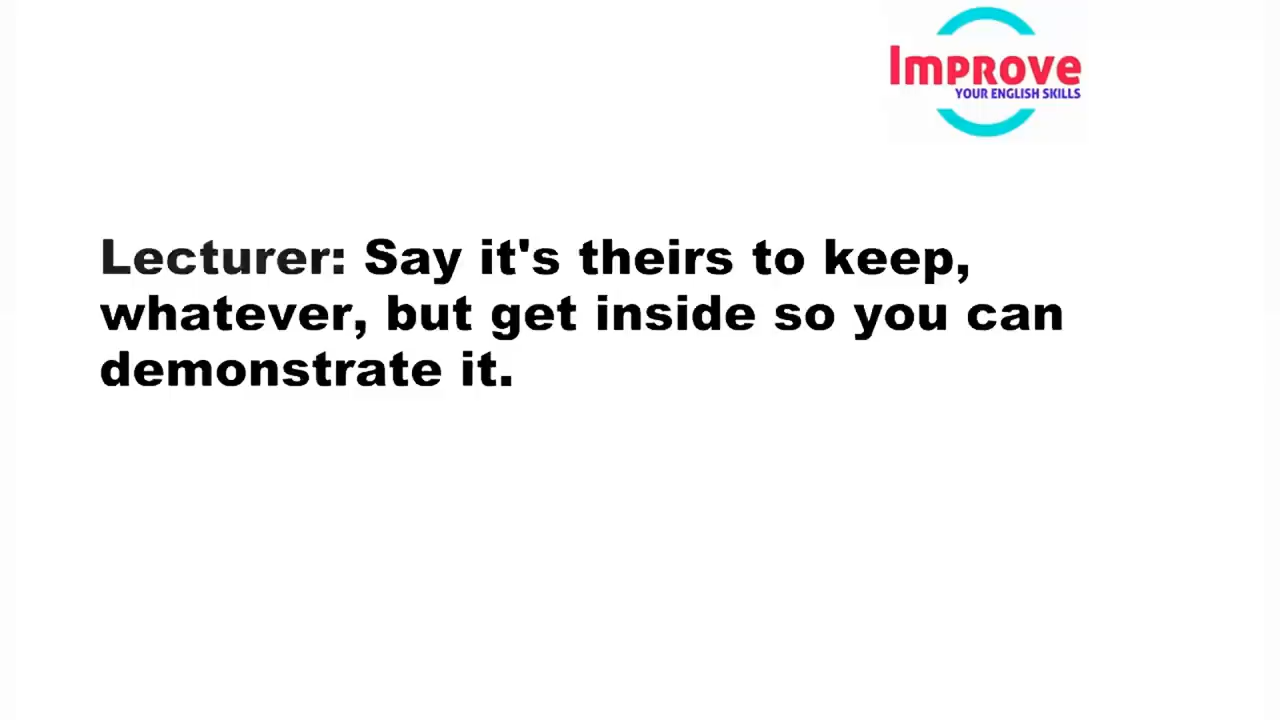 Improve
YOUR ENGLISH SKILLS
Lecturer: Say it's theirs to keep,
whatever, but get inside so you can
demonstrate it.